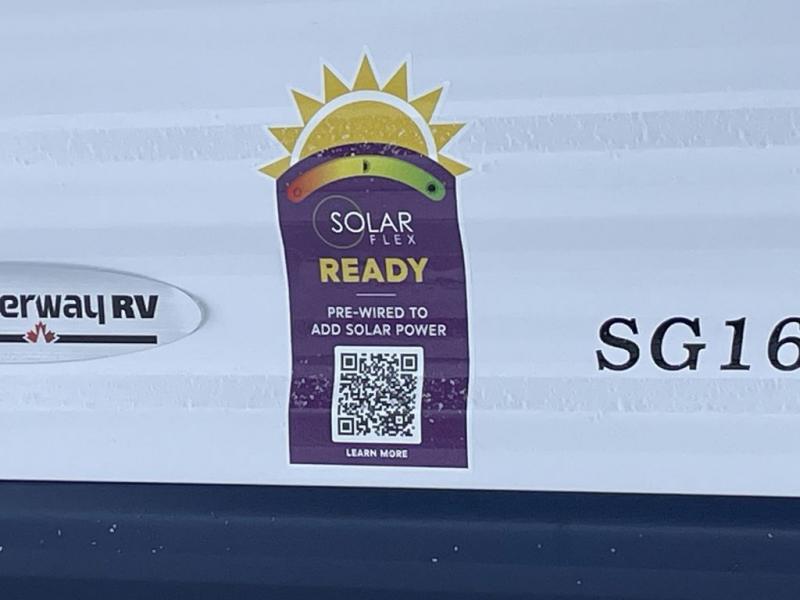 erway RV
SOLAR
FLEX
READY
PRE-WIRED TO
ADD SOLAR POWER
LEARN MORE
SG16